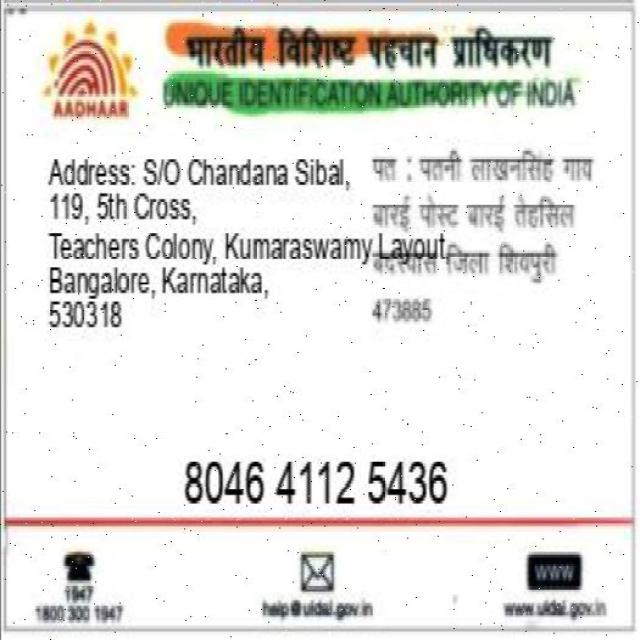 भारतीय विशिष्ट पहचान प्राधिकरण
UNIQUE IDENTIFICATION AUTHORITY OF INDIA
AADHAAR
Address: S/O Chandana Sibal,
119, 5th Cross,
Teachers Colony, Kumaraswamy Layout,
Bangalore, Karnataka,
530318
पत : पतनी लाखनसिंह गाव
बारई पोस्ट बारई तेहसिल
बदरवास जिला शिवपुरी
473885
8046 4112 5436
1947
1800 300 1947
help@uidai.gov.in
WWW
www.uidai.gov.in